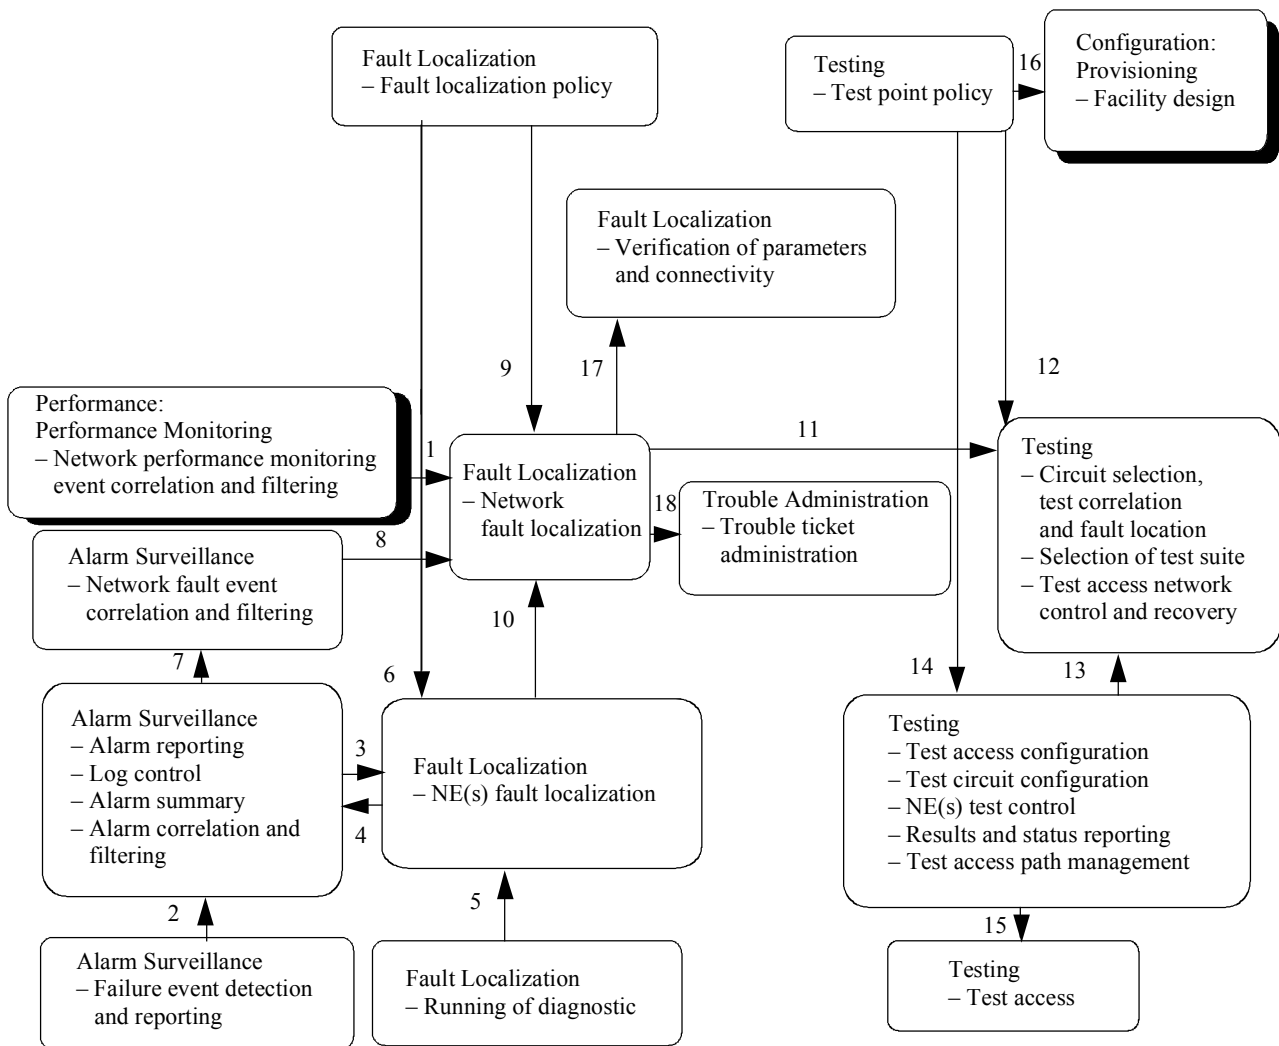 Fault Localization
– Fault localization policy
Testing
– Test point policy
16
Configuration:
Provisioning
– Facility design
Fault Localization
– Verification of parameters
and connectivity
9
17
12
Performance:
Performance Monitoring
– Network performance monitoring
event correlation and filtering
1
Fault Localization
– Network
fault localization
11
18
Trouble Administration
– Trouble ticket
administration
Testing
– Circuit selection,
test correlation
and fault location
– Selection of test suite
– Test access network
control and recovery
8
Alarm Surveillance
– Network fault event
correlation and filtering
10
7
6
14
13
Alarm Surveillance
– Alarm reporting
– Log control
– Alarm summary
– Alarm correlation and
filtering
3
4
Fault Localization
– NE(s) fault localization
Testing
– Test access configuration
– Test circuit configuration
– NE(s) test control
– Results and status reporting
– Test access path management
2
5
15
Alarm Surveillance
– Failure event detection
and reporting
Fault Localization
– Running of diagnostic
Testing
– Test access